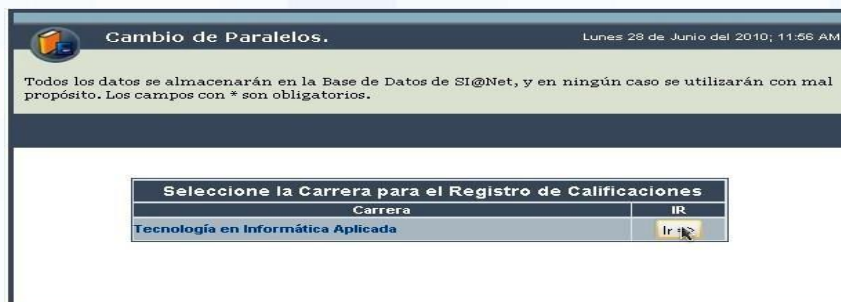 Cambio de Paralelos.
Lunes 28 de Junio del 2010; 11:56 AM
Todos los datos se almacenarán en la Base de Datos de SI@Net, y en ningún caso se utilizarán con mal
propósito. Los campos con * son obligatorios.
Seleccione la Carrera para el Registro de Calificaciones
Carrera IR
Tecnología en Informática Aplicada Ir